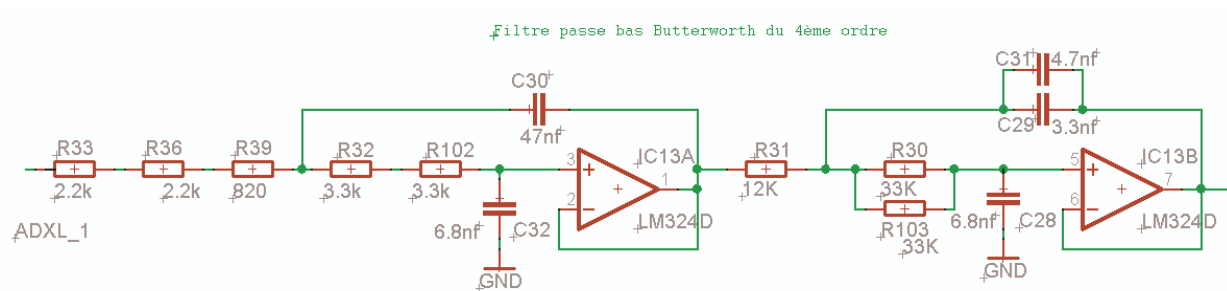 Filtre passe bas Butterworth du 4ème ordre
C31 4.7nf
C30
C29 3.3nf
47nf
R33 R36 R39 R32 R102 3 IC13A R31 R30 5 IC13B
2.2k 2.2k 820 3.3k 3.3k 2 1 12K 33K 6 7
ADXL_1 6.8nf C32 LM324D R103 6.8nf C28 LM324D
33K
GND GND